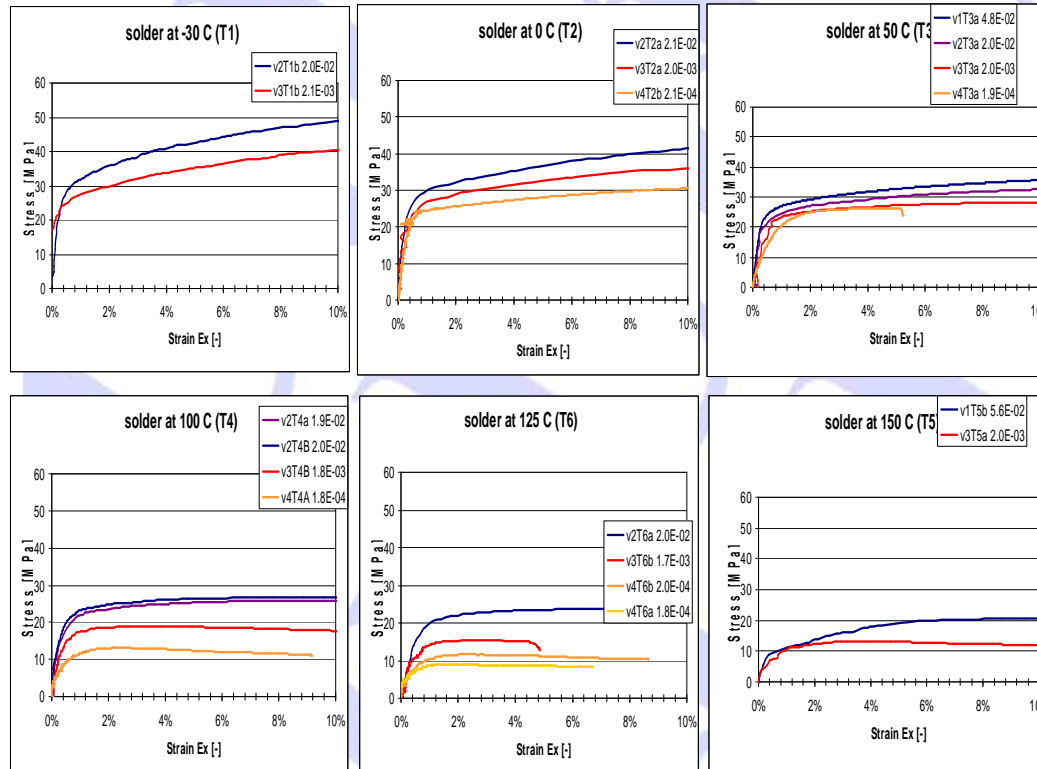 solder at -30 C (T1)
v2T1b 2.0E-02
v3T1b 2.1E-03
60
50
40
30
20
10
0
Stress [MPa]
0% 2% 4% 6% 8% 10%
Strain Ex [-]
solder at 0 C (T2)
v2T2a 2.1E-02
v3T2a 2.0E-03
v4T2b 2.1E-04
60
50
40
30
20
10
0
Stress [MPa]
0% 2% 4% 6% 8% 10%
Strain Ex [-]
solder at 50 C (T3
v1T3a 4.8E-02
v2T3a 2.0E-02
v3T3a 2.0E-03
v4T3a 1.9E-04
60
50
40
30
20
10
0
Stress [MPa]
0% 2% 4% 6% 8% 10%
Strain Ex [-]
solder at 100 C (T4)
v2T4a 1.9E-02
v2T4B 2.0E-02
v3T4B 1.8E-03
v4T4A 1.8E-04
60
50
40
30
20
10
0
Stress [MPa]
0% 2% 4% 6% 8% 10%
Strain Ex [-]
solder at 125 C (T6)
v2T6a 2.0E-02
v3T6b 1.7E-03
v4T6b 2.0E-04
v4T6a 1.8E-04
60
50
40
30
20
10
0
Stress [MPa]
0% 2% 4% 6% 8% 10%
Strain Ex [-]
solder at 150 C (T5)
v1T5b 5.6E-02
v3T5a 2.0E-03
60
50
40
30
20
10
0
Stress [MPa]
0% 2% 4% 6% 8% 10%
Strain Ex [-]